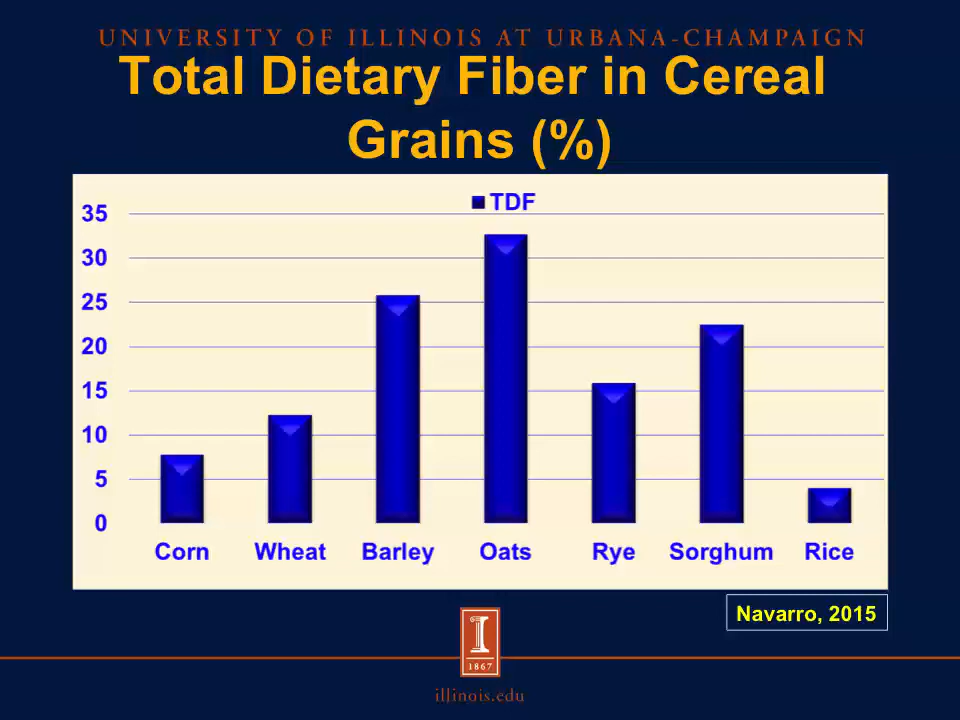 UNIVERSITY OF ILLINOIS AT URBANA-CHAMPAIGN
Total Dietary Fiber in Cereal
Grains (%)
TDF
35
30
25
20
15
10
5
0
Corn Wheat Barley Oats Rye Sorghum Rice
Navarro, 2015
I
1867
illinois.edu